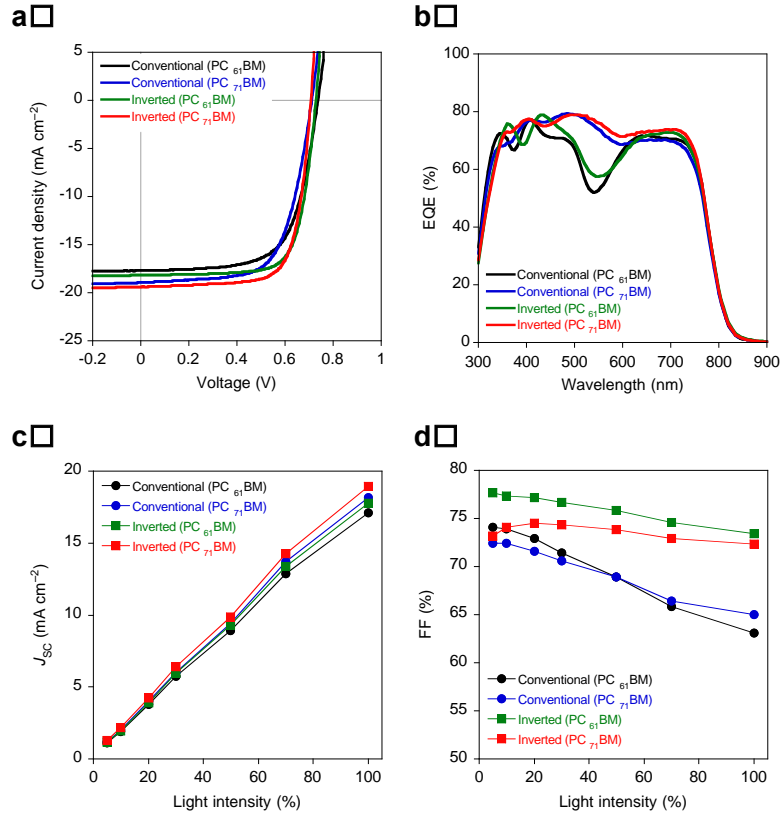 a□
5
0
-5
-10
-15
-20
-25
Current density (mA cm⁻²)
Conventional (PC 61BM)
Conventional (PC 71BM)
Inverted (PC 61BM)
Inverted (PC 71BM)
-0.2 0 0.2 0.4 0.6 0.8 1
Voltage (V)
b□
100
80
60
40
20
0
EQE (%)
Conventional (PC 61BM)
Conventional (PC 71BM)
Inverted (PC 61BM)
Inverted (PC 71BM)
300 400 500 600 700 800 900
Wavelength (nm)
c□
20
15
10
5
0
JSC (mA cm⁻²)
Conventional (PC 61BM)
Conventional (PC 71BM)
Inverted (PC 61BM)
Inverted (PC 71BM)
0 20 40 60 80 100
Light intensity (%)
d□
80
75
70
65
60
55
50
FF (%)
Conventional (PC 61BM)
Conventional (PC 71BM)
Inverted (PC 61BM)
Inverted (PC 71BM)
0 20 40 60 80 100
Light intensity (%)